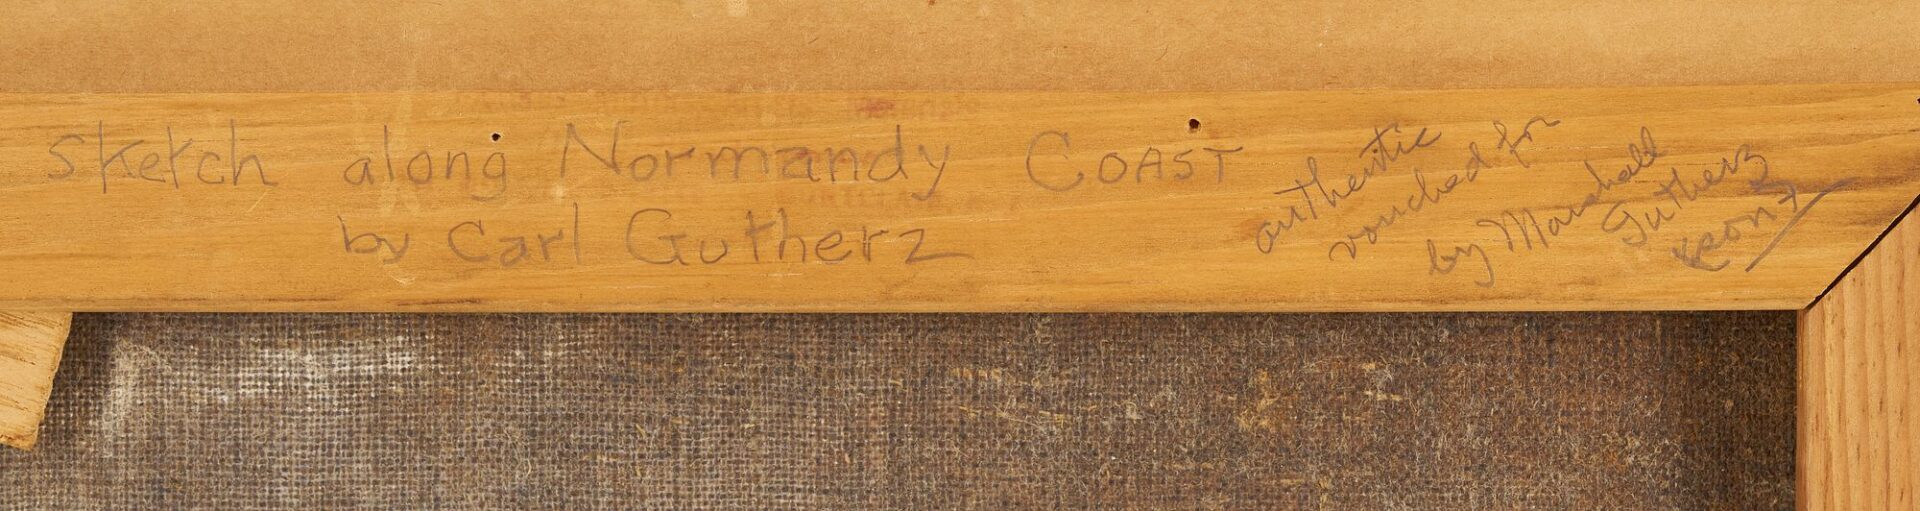 Sketch along Normandy COAST
by Carl Gutherz
authentic
vouched for
by Marshall
Gutherz